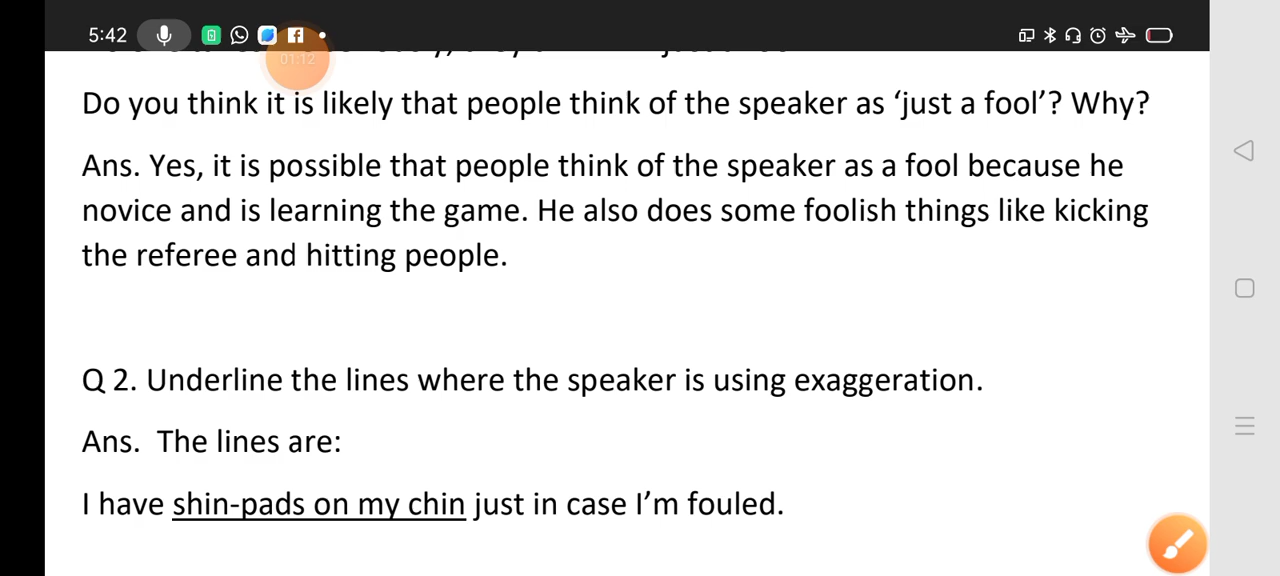 5:42
01:12
Do you think it is likely that people think of the speaker as ‘just a fool’? Why?
Ans. Yes, it is possible that people think of the speaker as a fool because he
novice and is learning the game. He also does some foolish things like kicking
the referee and hitting people.
Q 2. Underline the lines where the speaker is using exaggeration.
Ans.  The lines are:
I have shin-pads on my chin just in case I’m fouled.